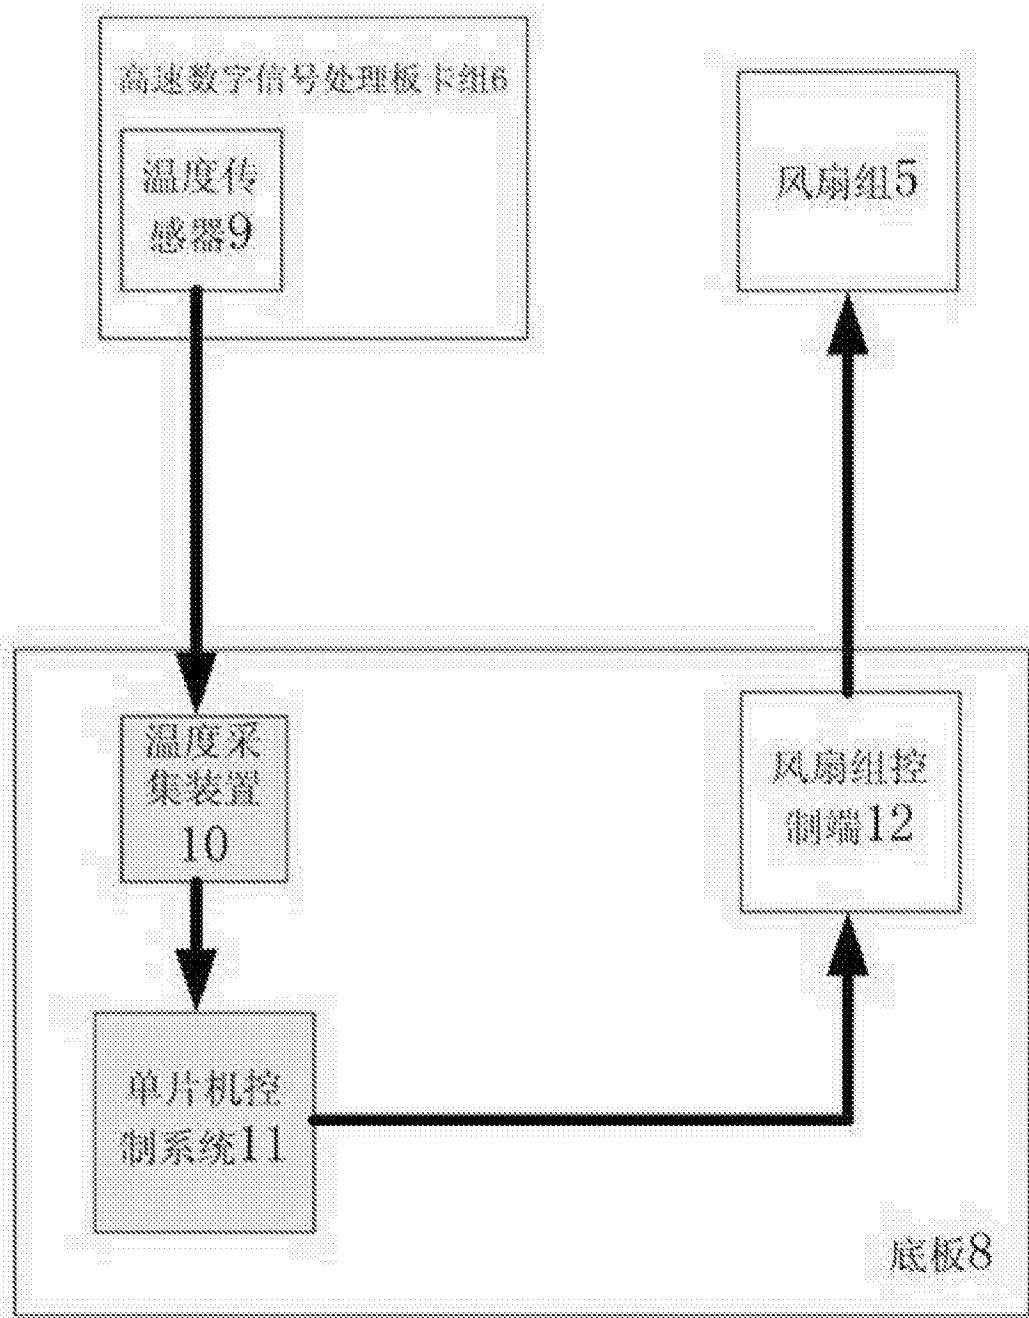 高速数字信号处理板卡组6
温度传
感器9
风扇组5
温度采
集装置
10
风扇组控
制端12
单片机控
制系统11
底板8